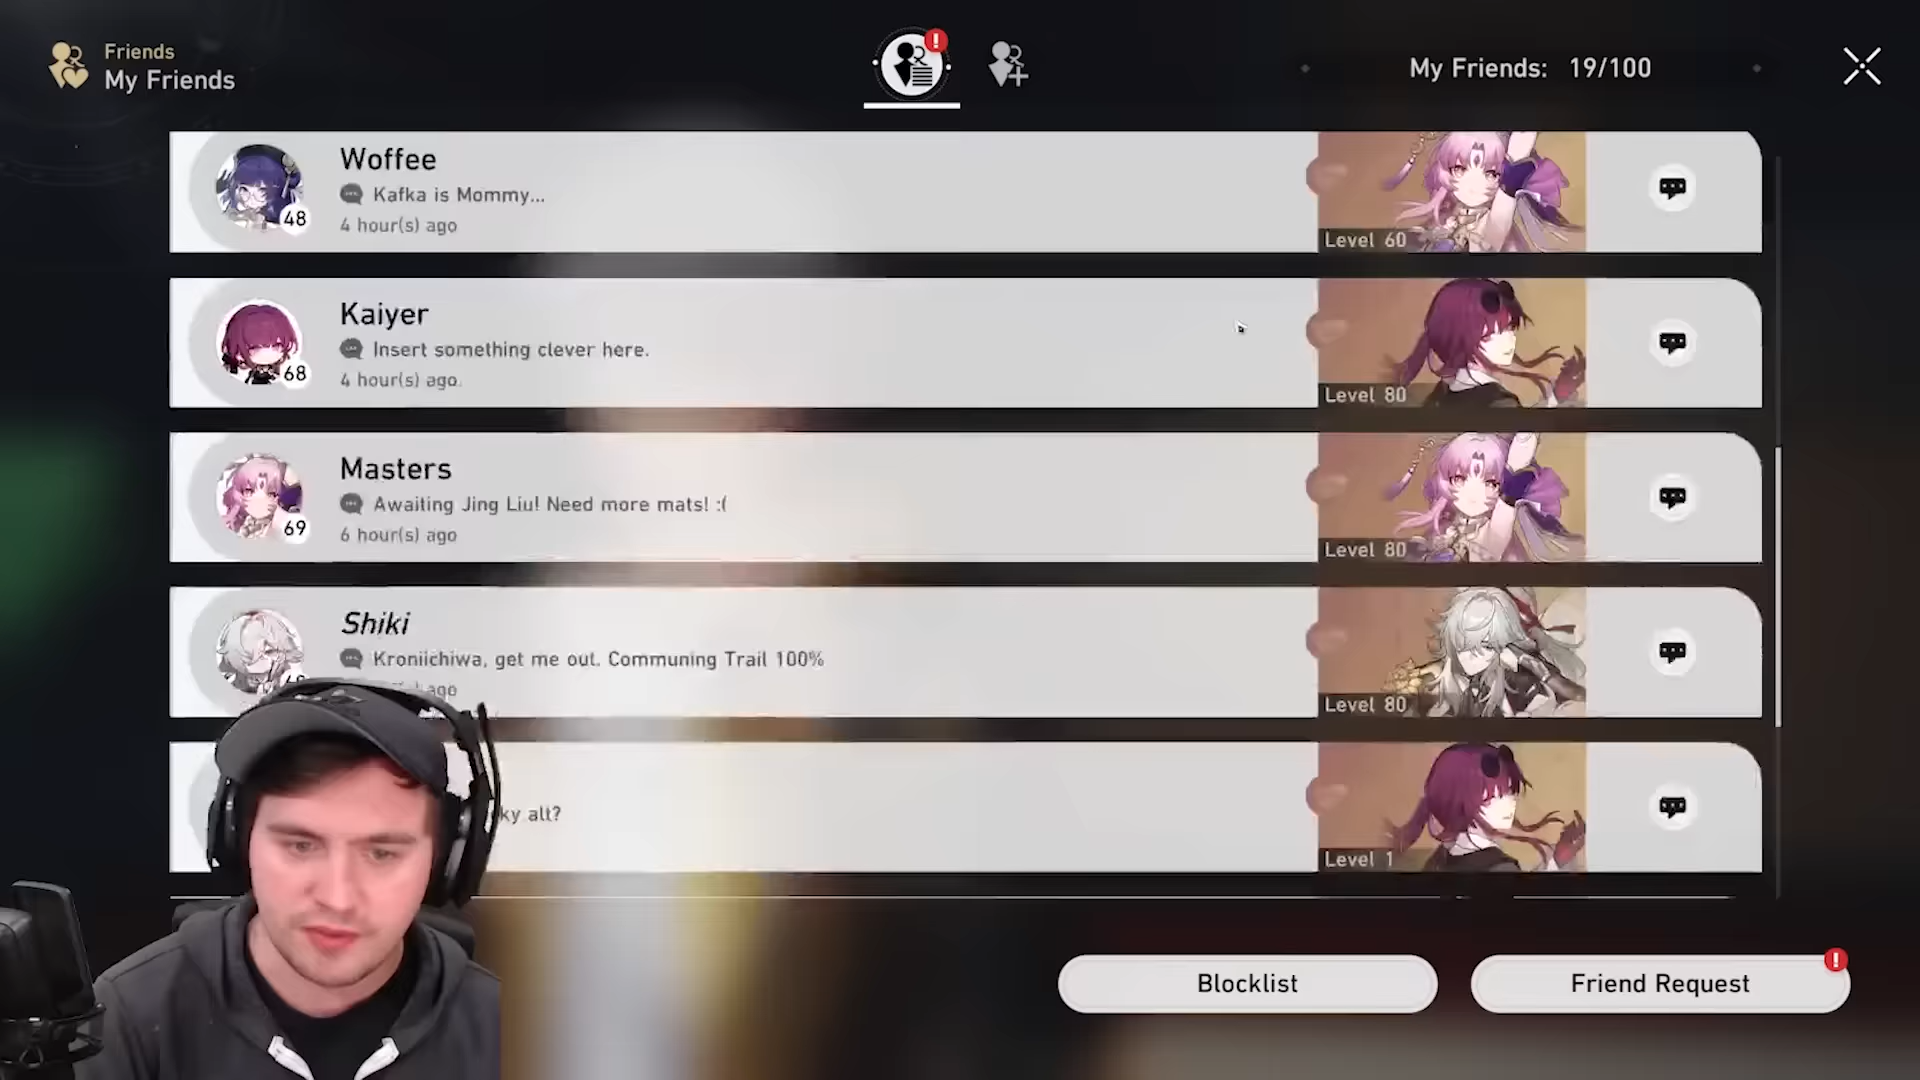 Friends
My Friends
My Friends: 19/100
Woffee
Kafka is Mommy...
48
4 hour(s) ago
Level 60
Kaiyer
Insert something clever here.
68
4 hour(s) ago
Level 80
Masters
Awaiting Jing Liu! Need more mats! :(
69
6 hour(s) ago
Level 80
Shiki
Kroniichiwa, get me out. Communing Trail 100%
ago
Level 80
ky alt?
Level 1
Blocklist
Friend Request